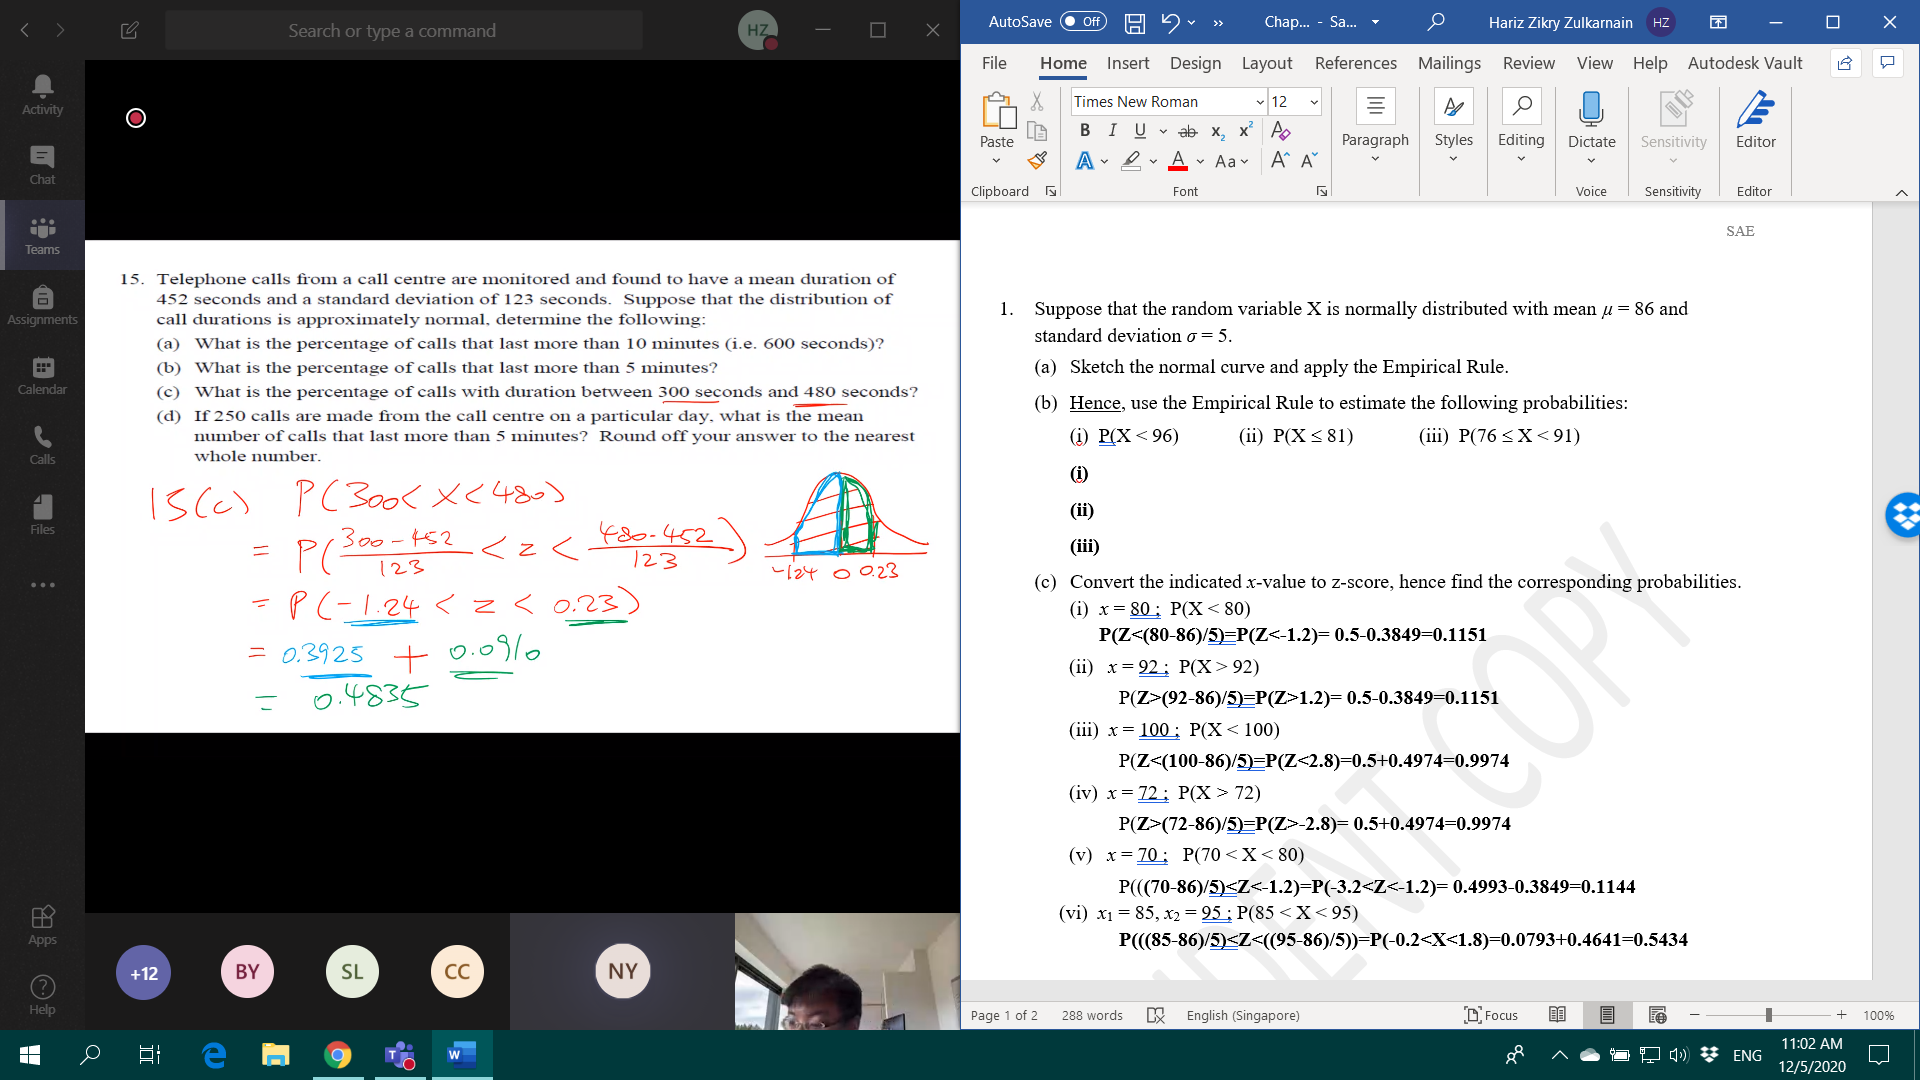 Search or type a command
HZ
Activity
Chat
Teams
Assignments
Calendar
Calls
Files
Apps
Help
15. Telephone calls from a call centre are monitored and found to have a mean duration of
452 seconds and a standard deviation of 123 seconds. Suppose that the distribution of
call durations is approximately normal, determine the following:
(a) What is the percentage of calls that last more than 10 minutes (i.e. 600 seconds)?
(b) What is the percentage of calls that last more than 5 minutes?
(c) What is the percentage of calls with duration between 300 seconds and 480 seconds?
(d) If 250 calls are made from the call centre on a particular day, what is the mean
number of calls that last more than 5 minutes? Round off your answer to the nearest
whole number.
15(c) P(300< X < 480)
= P( 300-452 / 123 < z < 480-452 / 123 )
= P(-1.24 < z < 0.23)
= 0.3925 + 0.0910
= 0.4835
-1.24 0 0.23
+12 BY SL CC NY
AutoSave Off Chap... - Sa... Hariz Zikry Zulkarnain HZ
File Home Insert Design Layout References Mailings Review View Help Autodesk Vault
Times New Roman 12
Paste B I U ab x2 x2 A A A Aa A A Paragraph Styles Editing Dictate Sensitivity Editor
Clipboard Font Voice Sensitivity Editor
SAE
1. Suppose that the random variable X is normally distributed with mean μ = 86 and
standard deviation σ = 5.
(a) Sketch the normal curve and apply the Empirical Rule.
(b) Hence, use the Empirical Rule to estimate the following probabilities:
(i) P(X < 96) (ii) P(X ≤ 81) (iii) P(76 ≤ X < 91)
(i)
(ii)
(iii)
(c) Convert the indicated x-value to z-score, hence find the corresponding probabilities.
(i) x = 80 ; P(X < 80)
P(Z<(80-86)/5)=P(Z<-1.2)= 0.5-0.3849=0.1151
(ii) x = 92 ; P(X > 92)
P(Z>(92-86)/5)=P(Z>1.2)= 0.5-0.3849=0.1151
(iii) x = 100 ; P(X < 100)
P(Z<(100-86)/5)=P(Z<2.8)=0.5+0.4974=0.9974
(iv) x = 72 ; P(X > 72)
P(Z>(72-86)/5)=P(Z>-2.8)= 0.5+0.4974=0.9974
(v) x = 70 ; P(70 < X < 80)
P(((70-86)/5)<Z<-1.2)=P(-3.2<Z<-1.2)= 0.4993-0.3849=0.1144
(vi) x1 = 85, x2 = 95 ; P(85 < X < 95)
P(((85-86)/5)<Z<((95-86)/5))=P(-0.2<X<1.8)=0.0793+0.4641=0.5434
DENT COPY
Page 1 of 2 288 words English (Singapore) Focus 100%
ENG
11:02 AM
12/5/2020